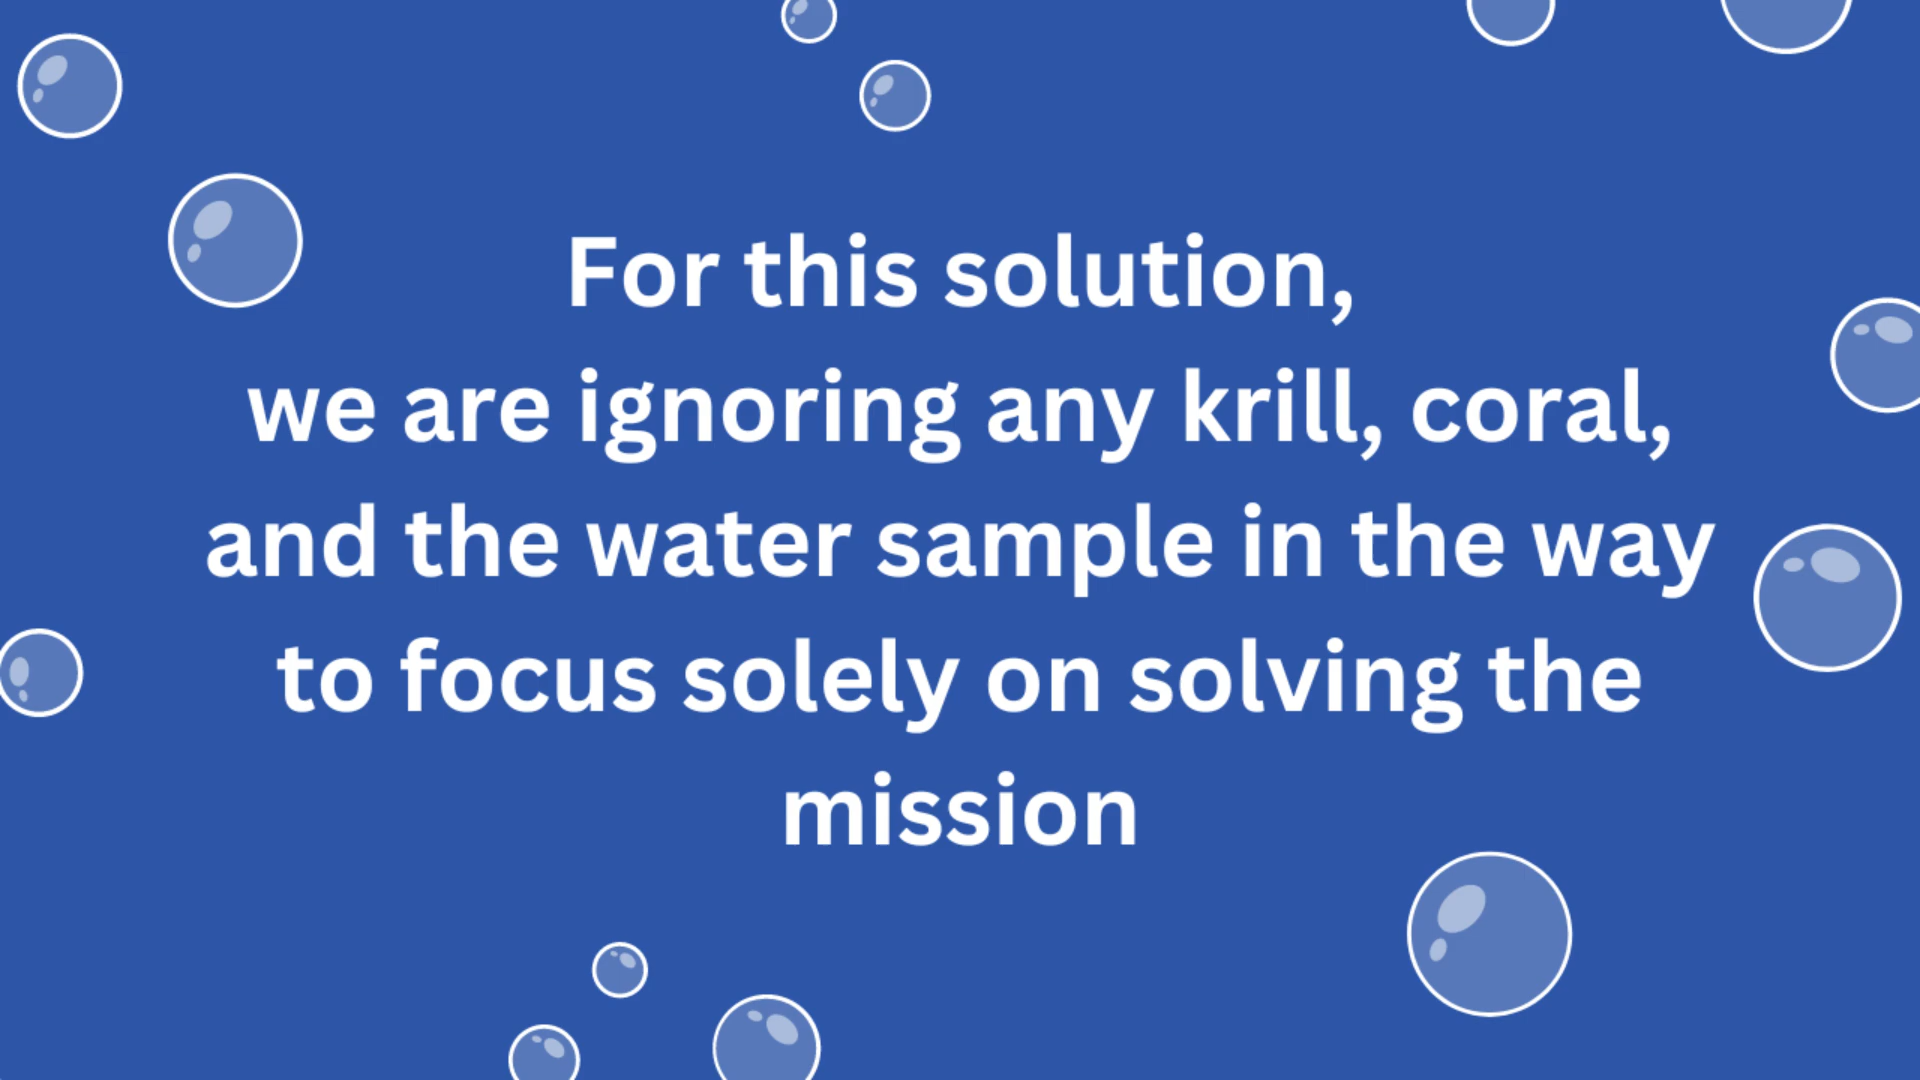 For this solution,
we are ignoring any krill, coral,
and the water sample in the way
to focus solely on solving the
mission